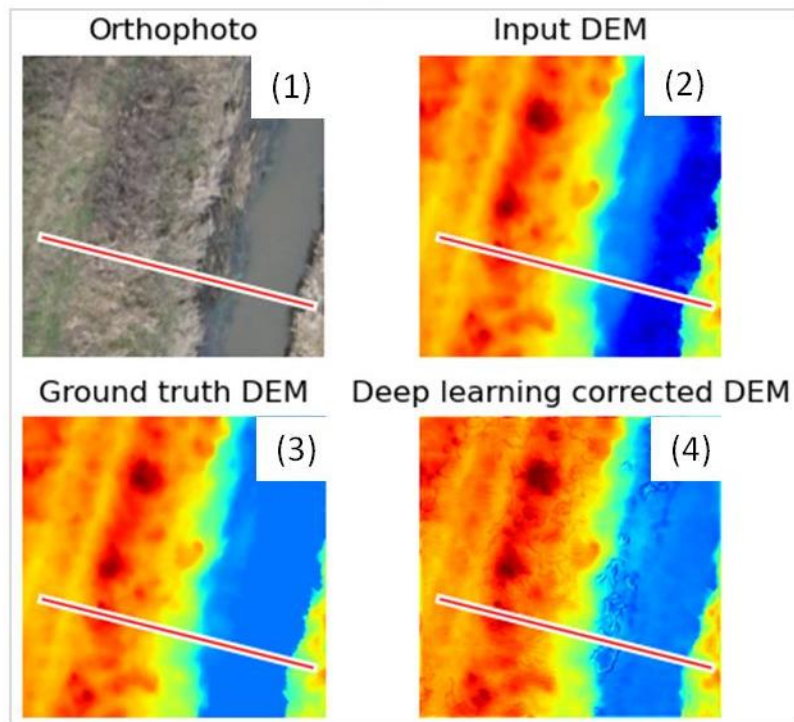 Orthophoto
(1)
Input DEM
(2)
Ground truth DEM
(3)
Deep learning corrected DEM
(4)